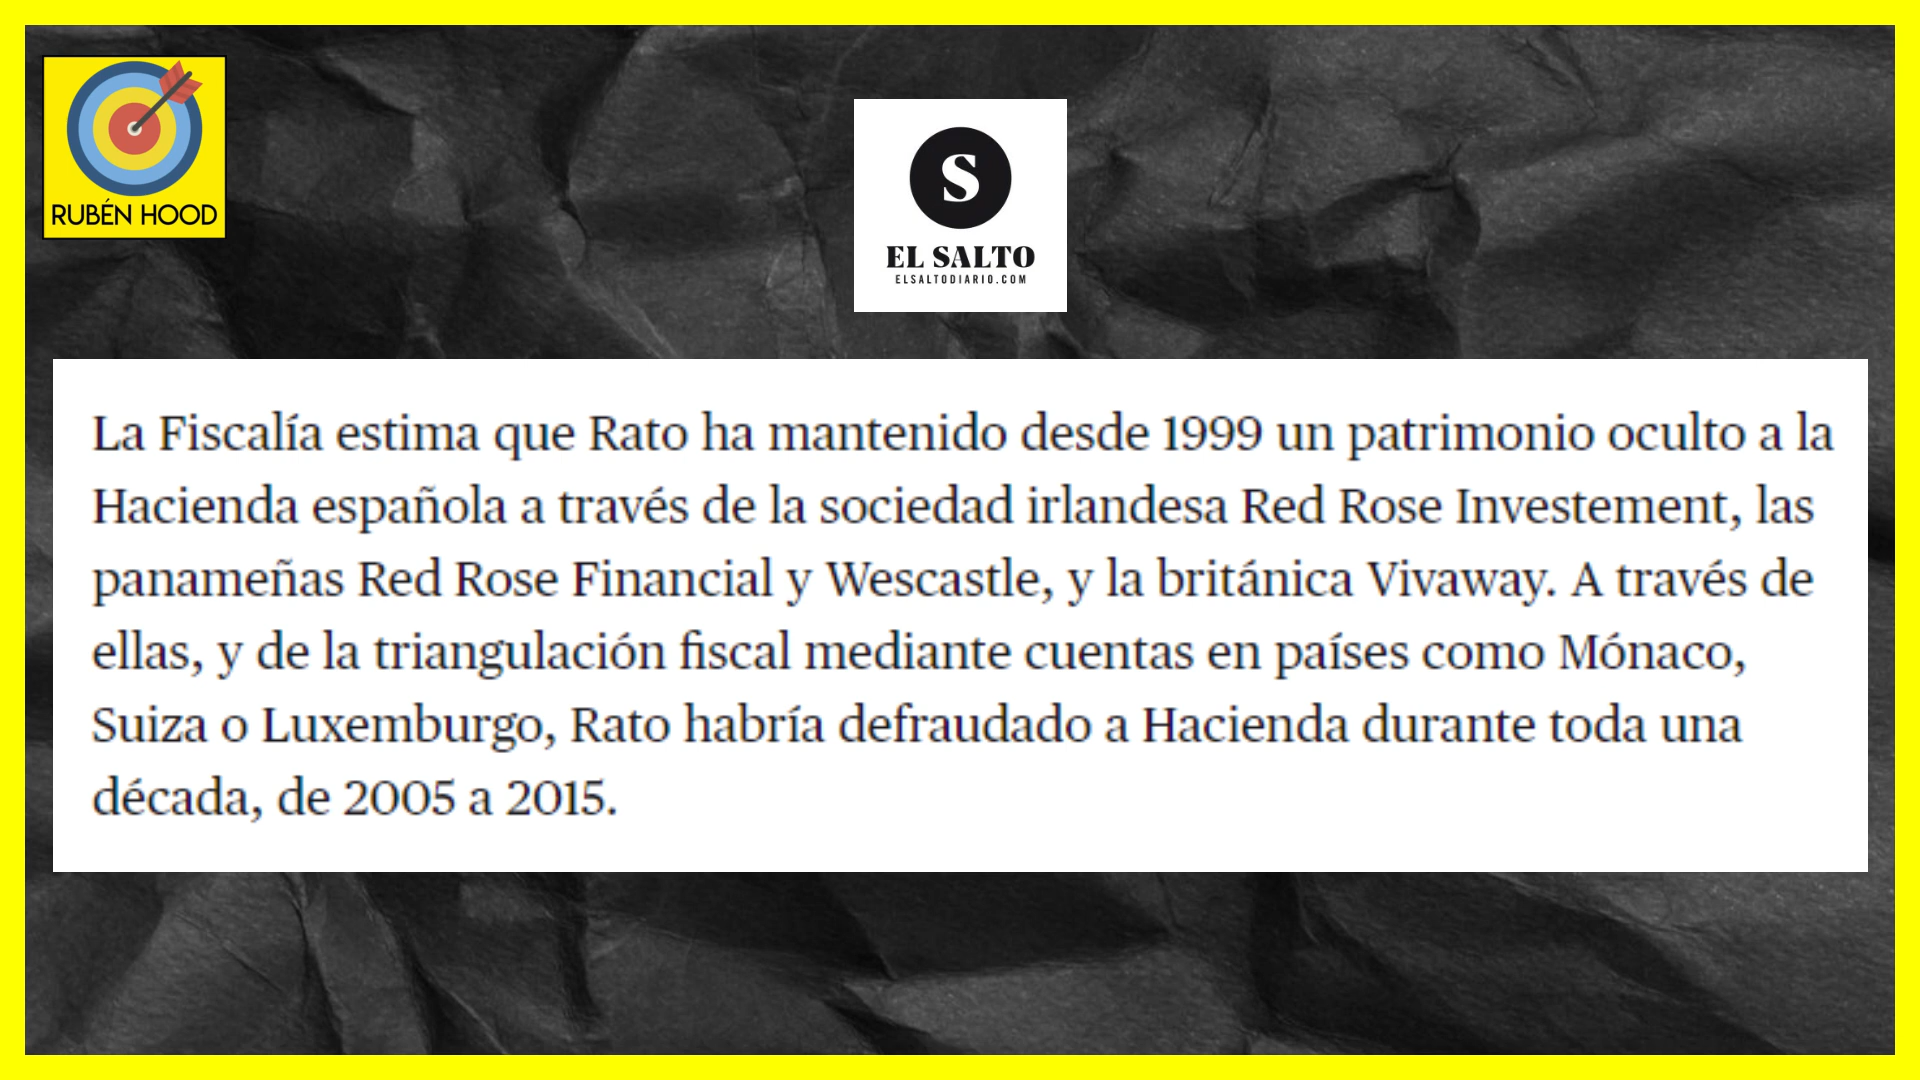 RUBÉN HOOD
S
EL SALTO
ELSALTODIARIO.COM
La Fiscalía estima que Rato ha mantenido desde 1999 un patrimonio oculto a la
Hacienda española a través de la sociedad irlandesa Red Rose Investement, las
panameñas Red Rose Financial y Wescastle, y la británica Vivaway. A través de
ellas, y de la triangulación fiscal mediante cuentas en países como Mónaco,
Suiza o Luxemburgo, Rato habría defraudado a Hacienda durante toda una
década, de 2005 a 2015.